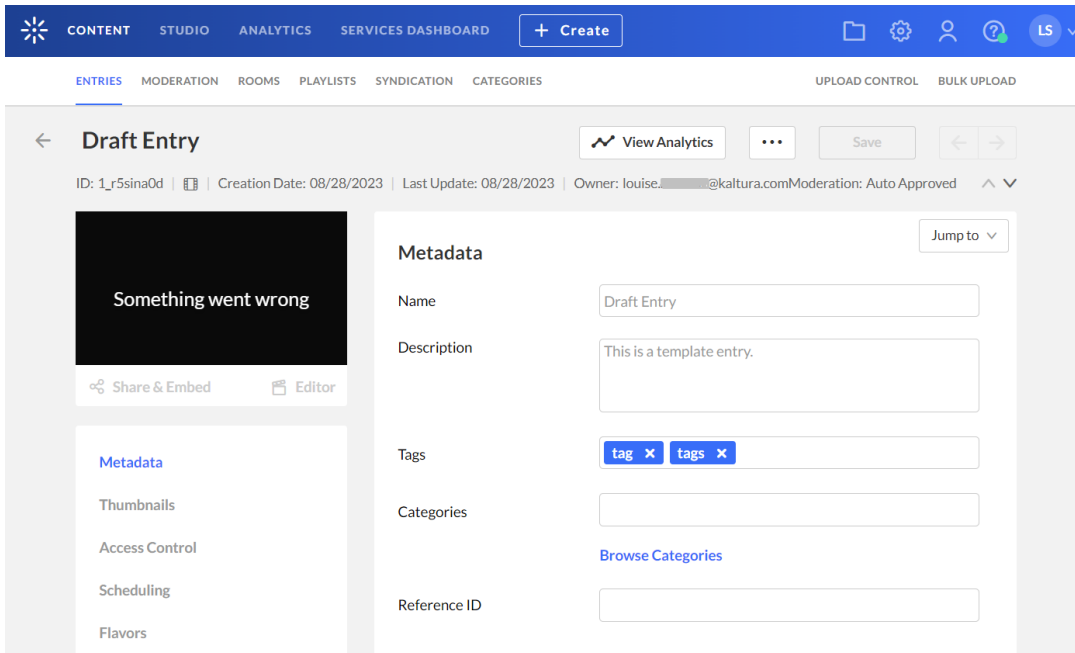 CONTENT STUDIO ANALYTICS SERVICES DASHBOARD + Create LS
ENTRIES MODERATION ROOMS PLAYLISTS SYNDICATION CATEGORIES UPLOAD CONTROL BULK UPLOAD
Draft Entry View Analytics ••• Save
ID: 1_r5sina0d | Creation Date: 08/28/2023 | Last Update: 08/28/2023 | Owner: louise. @kaltura.comModeration: Auto Approved
Something went wrong
Share & Embed Editor
Metadata
Thumbnails
Access Control
Scheduling
Flavors
Jump to
Metadata
Name Draft Entry
Description This is a template entry.
Tags tag × tags ×
Categories
Browse Categories
Reference ID